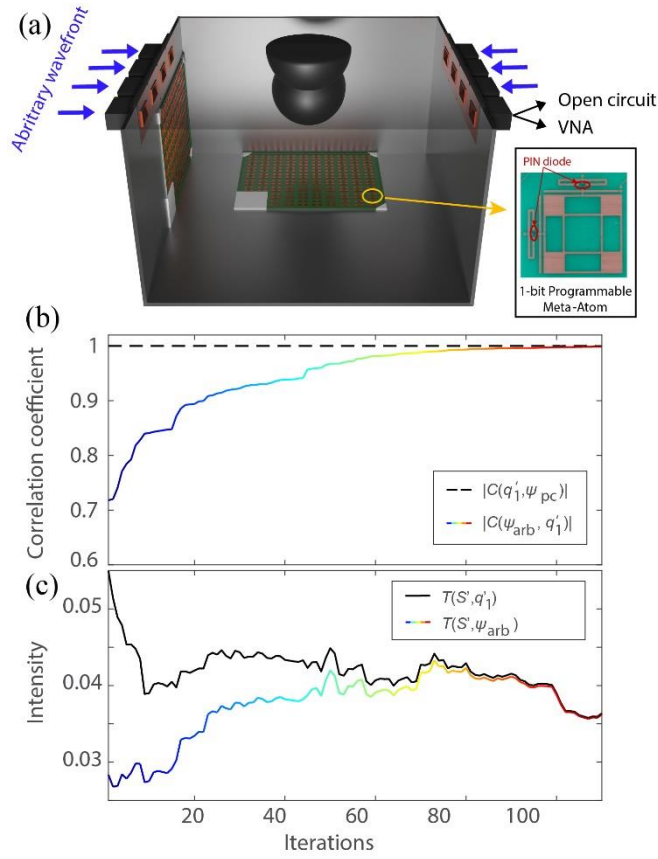 (a)
Abritrary wavefront
Open circuit
VNA
PIN diode
1-bit Programmable
Meta-Atom
(b)
1
0.9
0.8
0.7
0.6
Correlation coefficient
|C(q′₁,ψ pc)|
|C(ψarb, q′₁)|
(c)
0.05
0.04
0.03
Intensity
T(S',q'₁)
T(S',ψarb)
20 40 60 80 100
Iterations